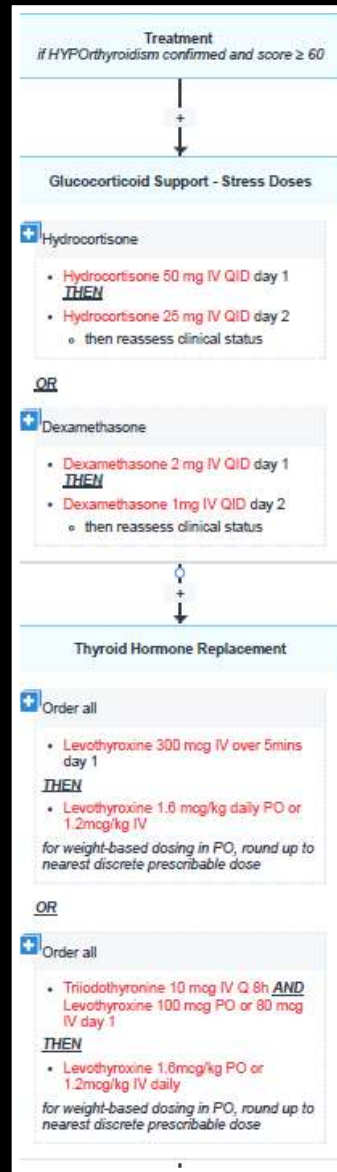 Treatment
if HYPOrthyroidism confirmed and score ≥ 60
+
Glucocorticoid Support - Stress Doses
Hydrocortisone
• Hydrocortisone 50 mg IV QID day 1
THEN
• Hydrocortisone 25 mg IV QID day 2
◦ then reassess clinical status
OR
Dexamethasone
• Dexamethasone 2 mg IV QID day 1
THEN
• Dexamethasone 1mg IV QID day 2
◦ then reassess clinical status
+
Thyroid Hormone Replacement
Order all
• Levothyroxine 300 mcg IV over 5mins
day 1
THEN
• Levothyroxine 1.6 mcg/kg daily PO or
1.2mcg/kg IV
for weight-based dosing in PO, round up to
nearest discrete prescribable dose
OR
Order all
• Triiodothyronine 10 mcg IV Q 8h AND
Levothyroxine 100 mcg PO or 80 mcg
IV day 1
THEN
• Levothyroxine 1.6mcg/kg PO or
1.2mcg/kg IV daily
for weight-based dosing in PO, round up to
nearest discrete prescribable dose